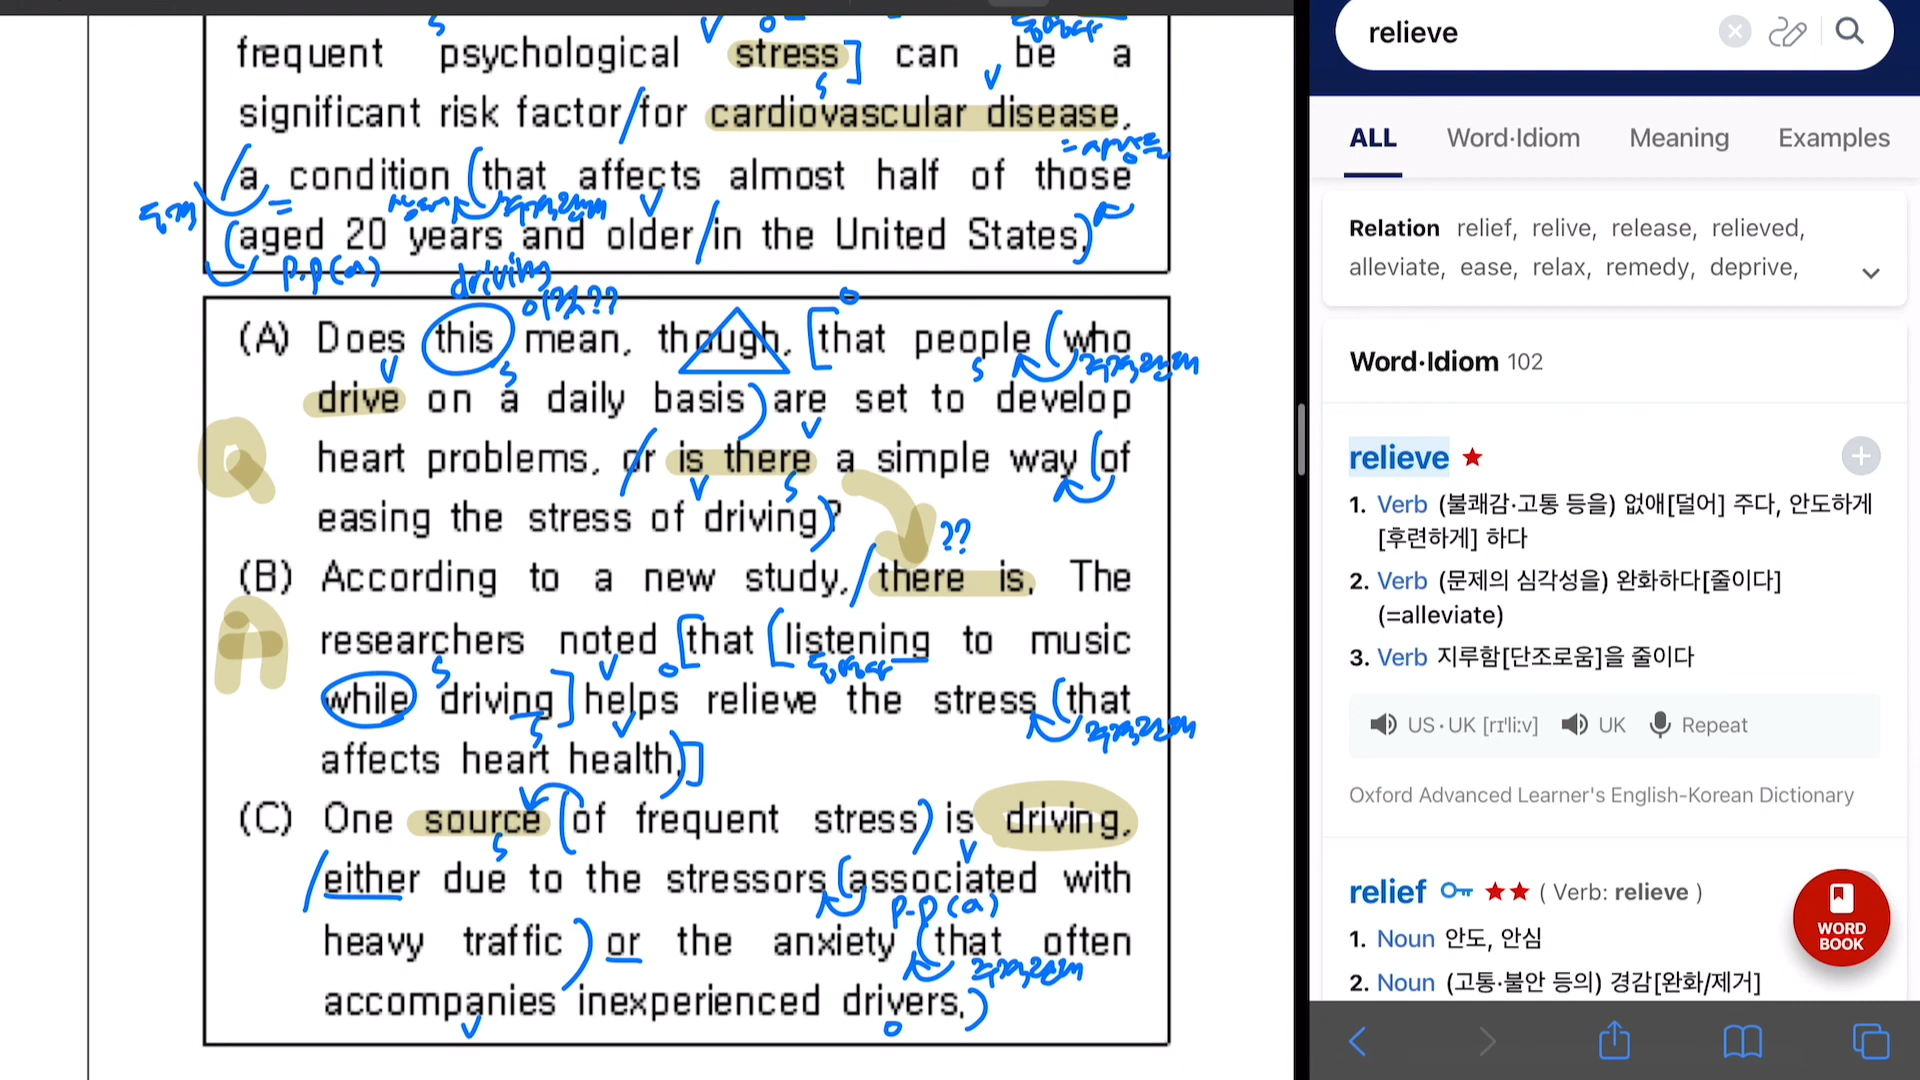 frequent psychological stress] can be a
significant risk factor/for cardiovascular disease,
a condition (that affects almost half of those
(aged 20 years and older/in the United States,)
p.p(a)
driving
이거??
(A) Does this mean, though, [that people (who
drive on a daily basis) are set to develop
heart problems, or is there a simple way (of
easing the stress of driving)?
??
(B) According to a new study,/there is. The
researchers noted [that (listening to music
while driving] helps relieve the stress (that
affects heart health,)]
(C) One source (of frequent stress) is driving,
/either due to the stressors (associated with
p.p(a)
heavy traffic) or the anxiety (that often
accompanies inexperienced drivers.)
relieve
ALL Word·Idiom Meaning Examples
Relation relief, relive, release, relieved,
alleviate, ease, relax, remedy, deprive,
Word·Idiom 102
relieve ★
1. Verb (불쾌감·고통 등을) 없애[덜어] 주다, 안도하게
[후련하게] 하다
2. Verb (문제의 심각성을) 완화하다[줄이다]
(=alleviate)
3. Verb 지루함[단조로움]을 줄이다
US·UK [rɪˈliːv] UK Repeat
Oxford Advanced Learner's English-Korean Dictionary
relief ★★ ( Verb: relieve )
1. Noun 안도, 안심
2. Noun (고통·불안 등의) 경감[완화/제거]
WORD
BOOK